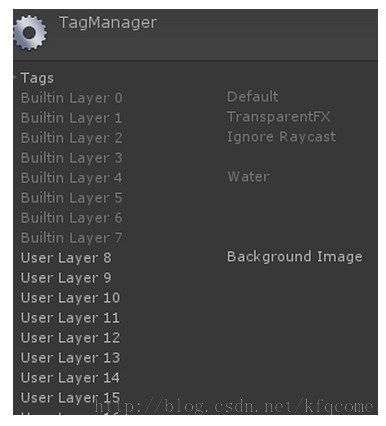 TagManager
Tags
Builtin Layer 0 Default
Builtin Layer 1 TransparentFX
Builtin Layer 2 Ignore Raycast
Builtin Layer 3
Builtin Layer 4 Water
Builtin Layer 5
Builtin Layer 6
Builtin Layer 7
User Layer 8 Background Image
User Layer 9
User Layer 10
User Layer 11
User Layer 12
User Layer 13
User Layer 14
User Layer 15
http://blog.csdn.net/kfqcome